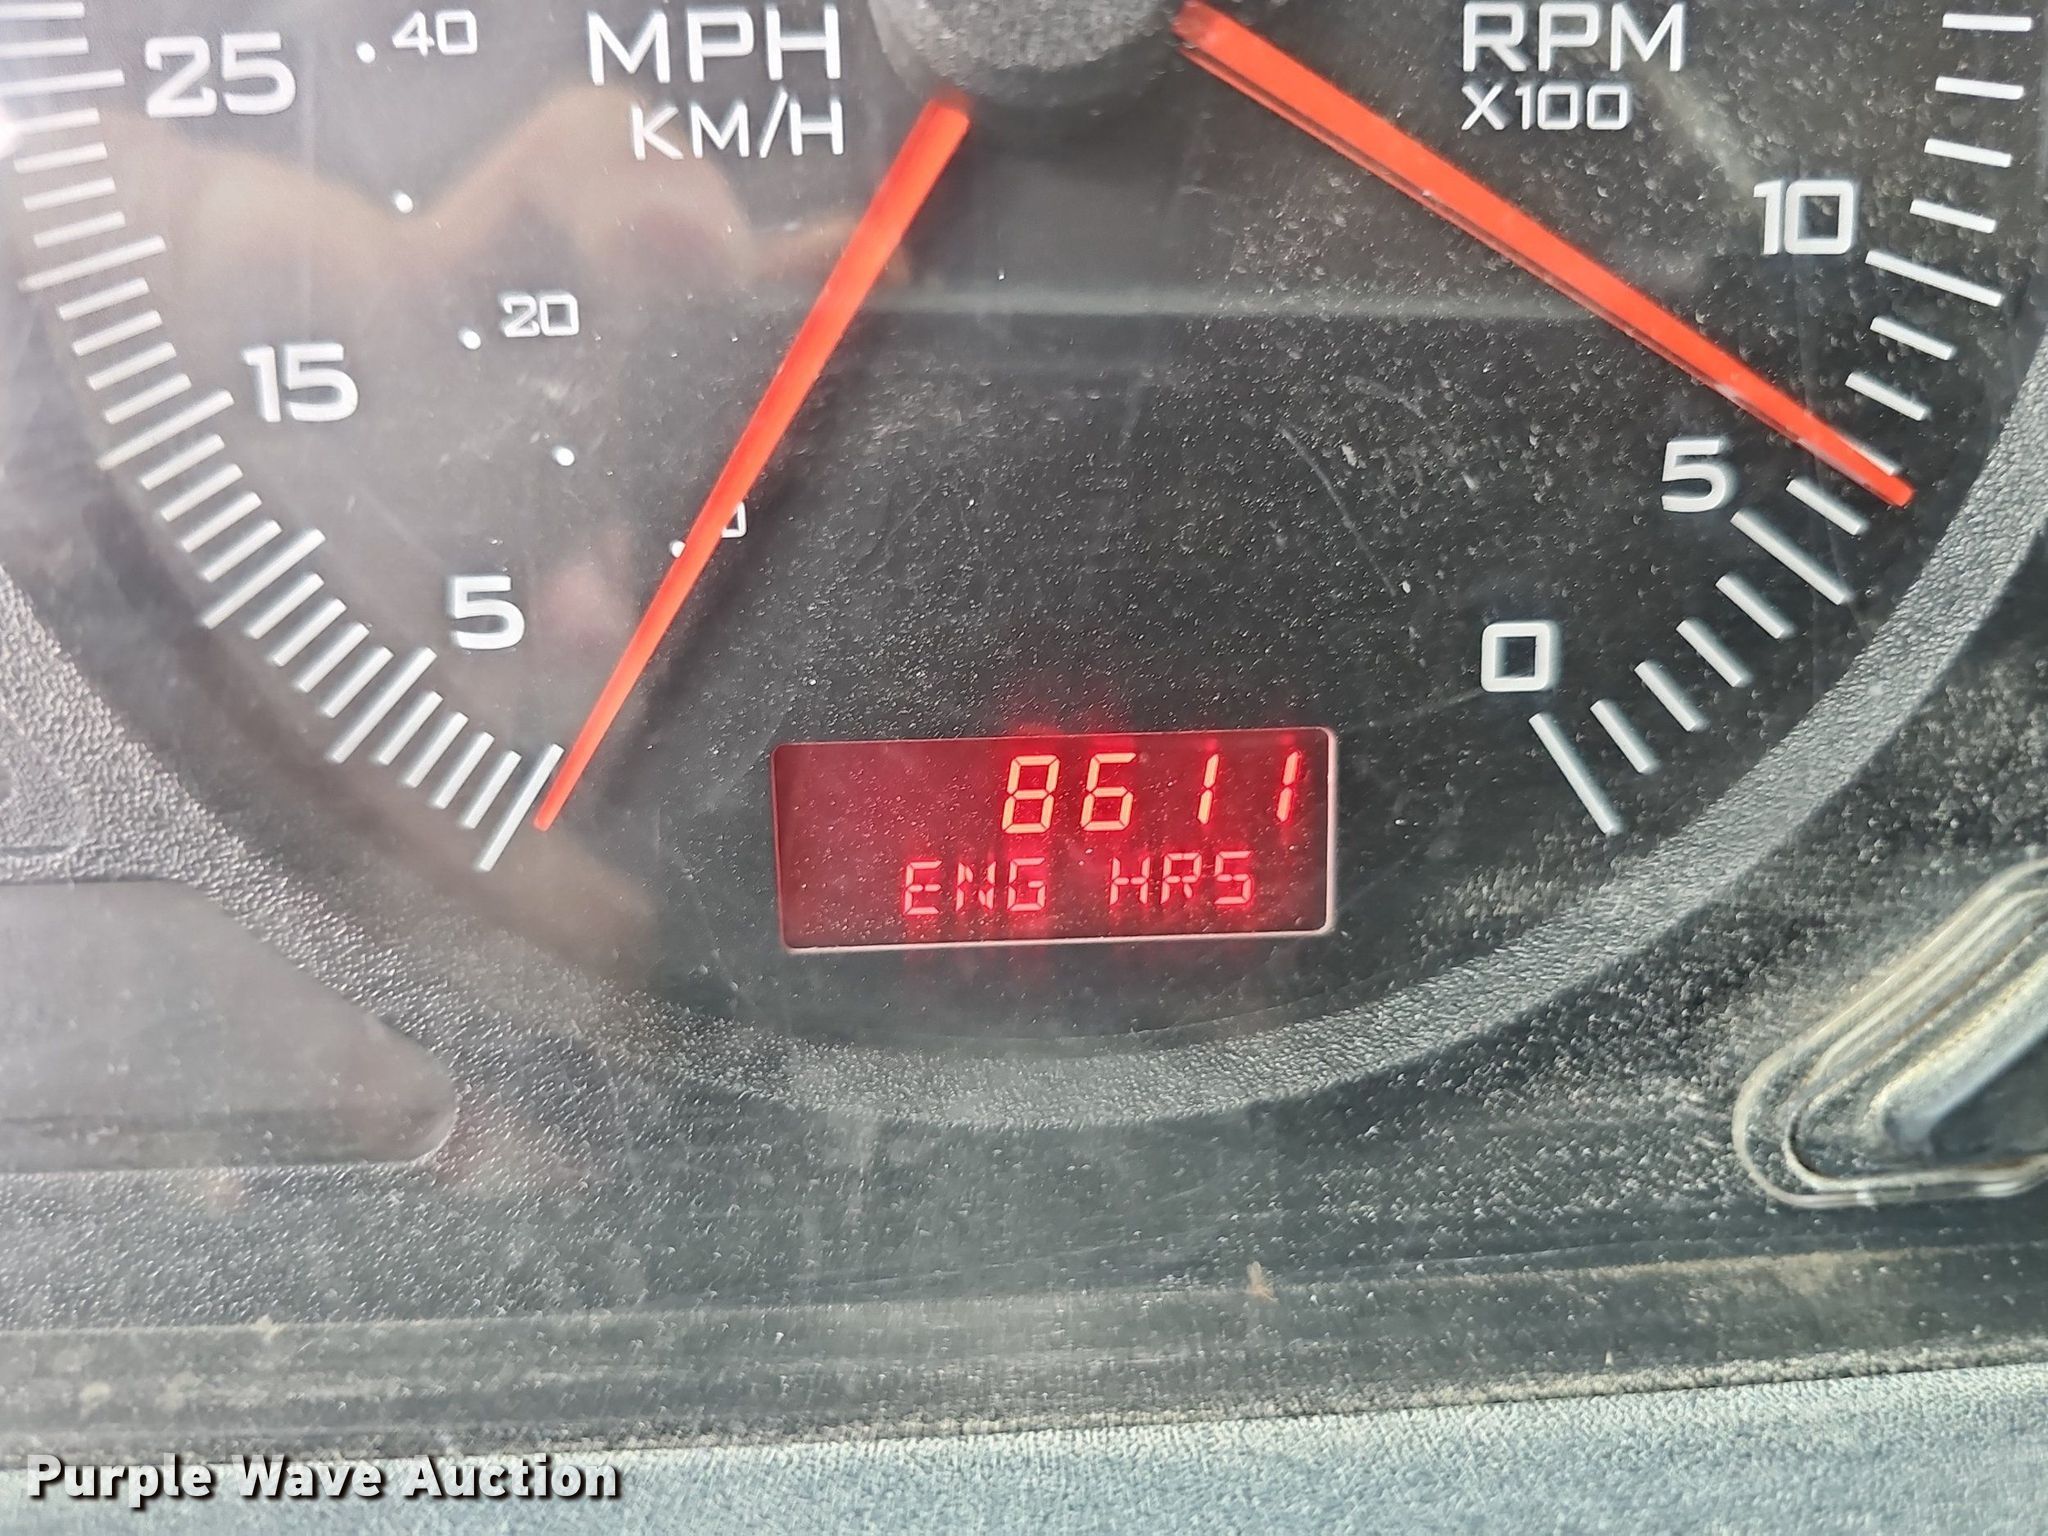 25
40
MPH
KM/H
RPM
X100
10
20
15
5
5
0
8611
ENG HRS
Purple Wave Auction